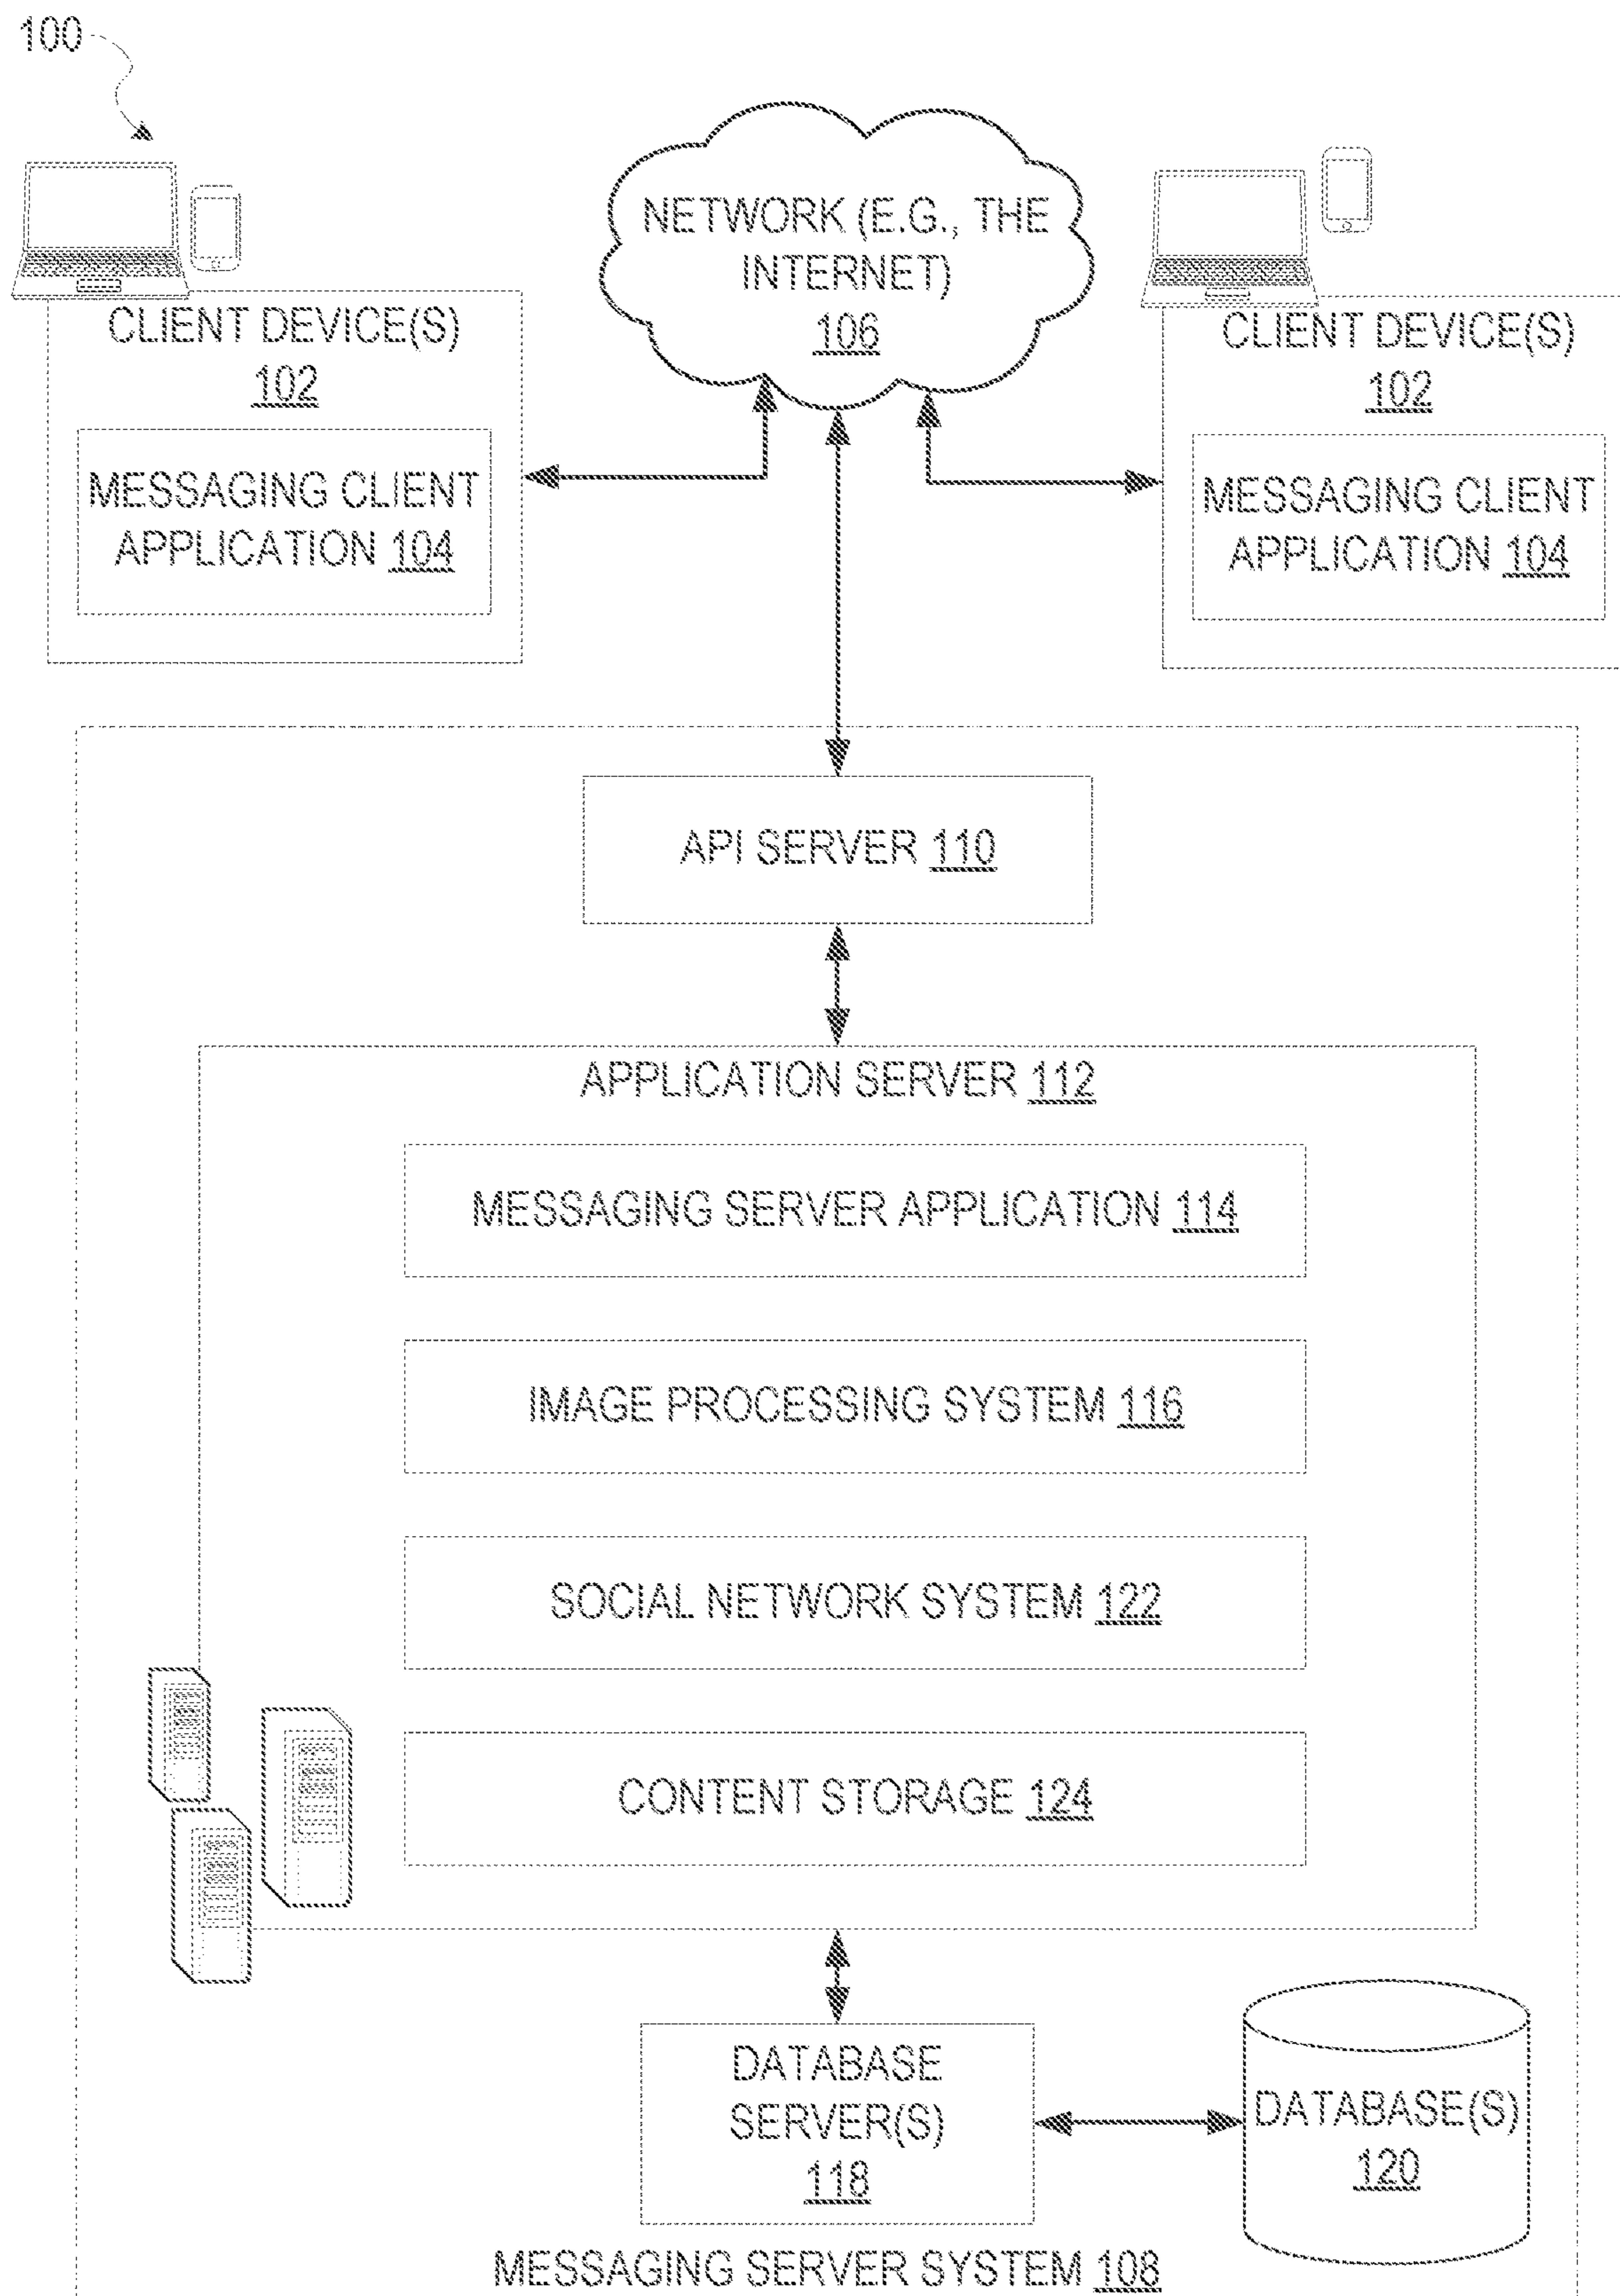 100
NETWORK (E.G., THE
INTERNET)
106
CLIENT DEVICE(S)
102
MESSAGING CLIENT
APPLICATION 104
CLIENT DEVICE(S)
102
MESSAGING CLIENT
APPLICATION 104
API SERVER 110
APPLICATION SERVER 112
MESSAGING SERVER APPLICATION 114
IMAGE PROCESSING SYSTEM 116
SOCIAL NETWORK SYSTEM 122
CONTENT STORAGE 124
DATABASE
SERVER(S)
118
DATABASE(S)
120
MESSAGING SERVER SYSTEM 108